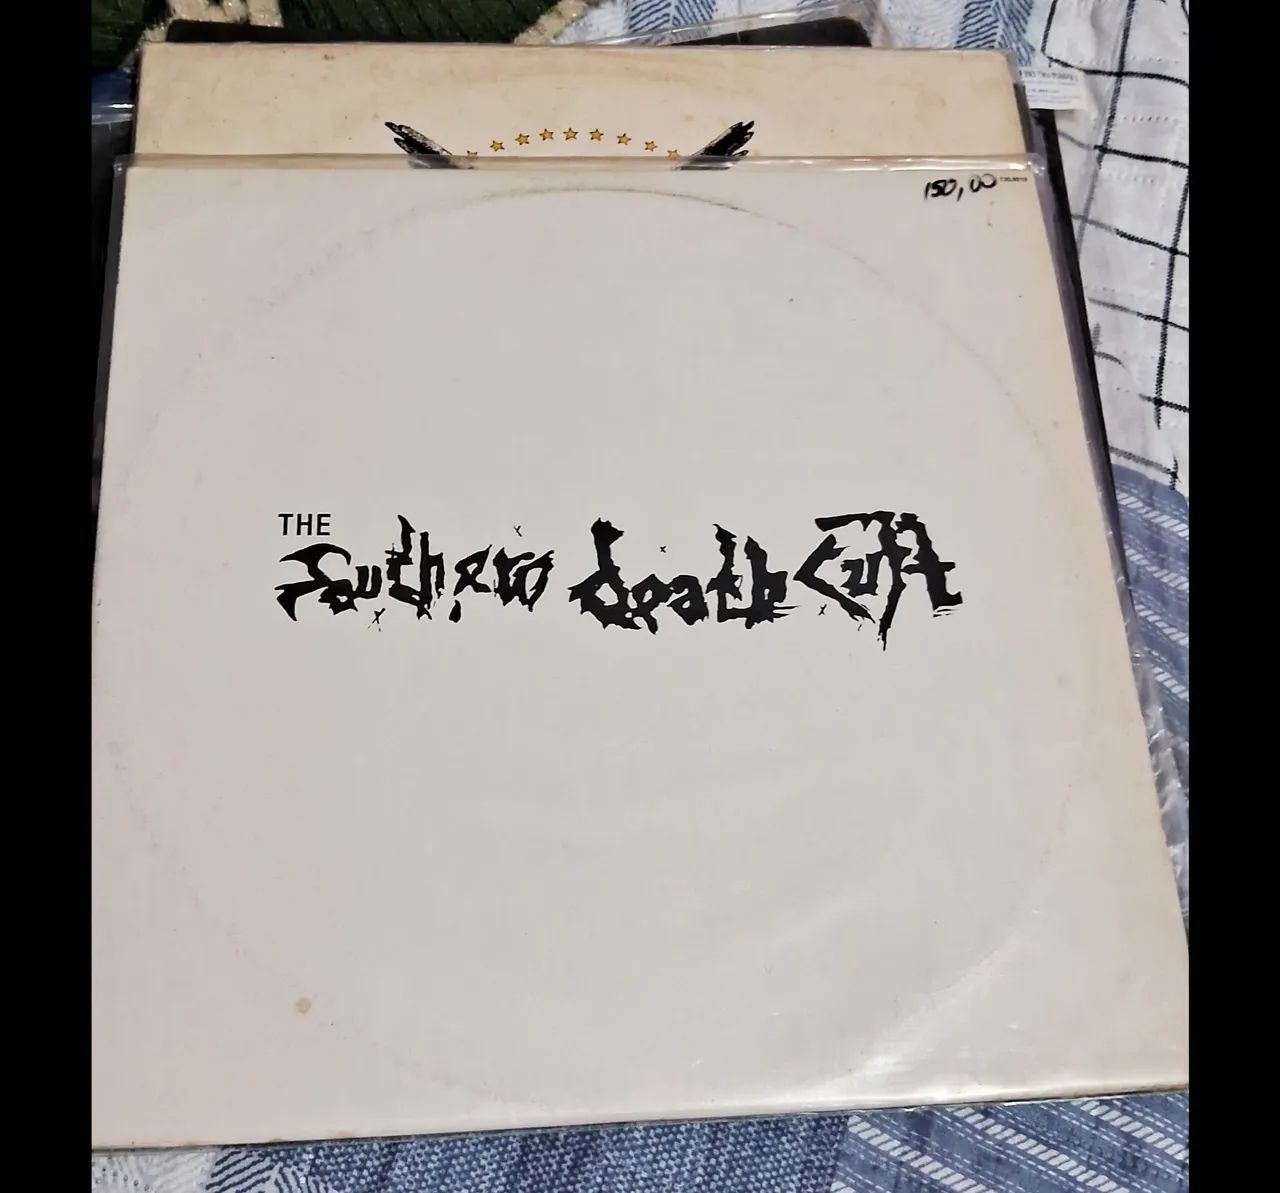 150,00
THE
Southern death cult